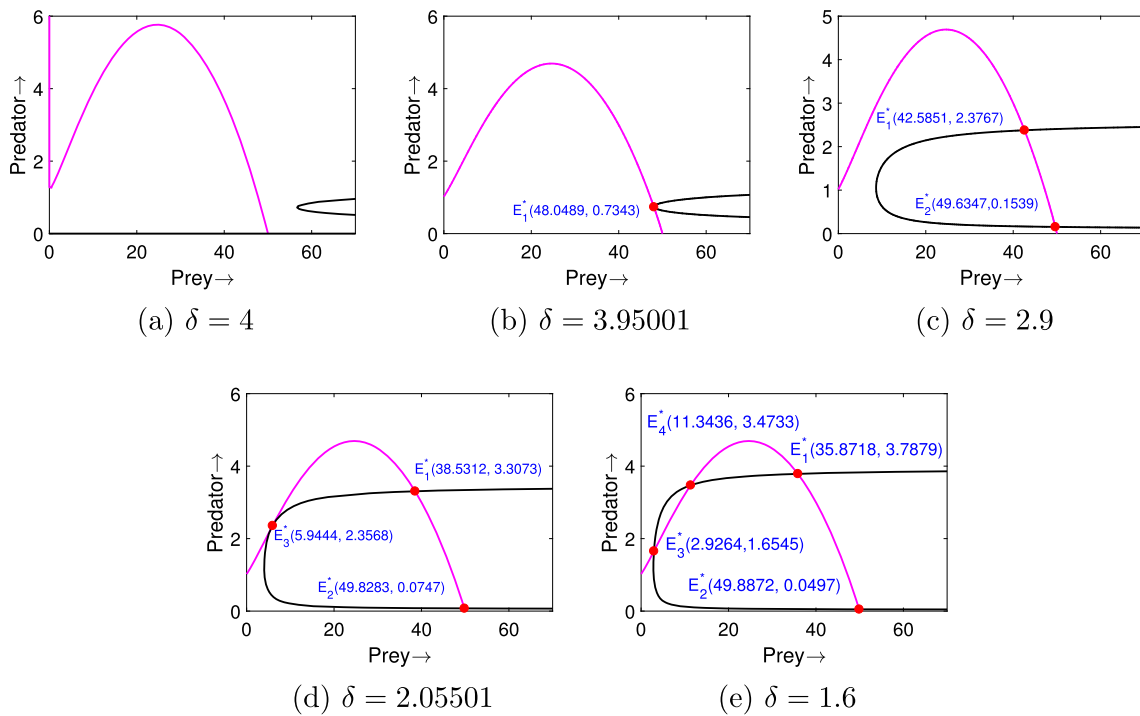 6
4
2
0
Predator→
0 20 40 60
Prey→
(a) δ = 4
6
4
2
0
Predator→
E₁*(48.0489, 0.7343)
0 20 40 60
Prey→
(b) δ = 3.95001
5
4
3
2
1
0
Predator→
E₁*(42.5851, 2.3767)
E₂*(49.6347,0.1539)
0 20 40 60
Prey→
(c) δ = 2.9
6
4
2
0
Predator→
E₁*(38.5312, 3.3073)
E₃*(5.9444, 2.3568)
E₂*(49.8283, 0.0747)
0 20 40 60
Prey→
(d) δ = 2.05501
6
4
2
0
Predator→
E₄*(11.3436, 3.4733)
E₁*(35.8718, 3.7879)
E₃*(2.9264,1.6545)
E₂*(49.8872, 0.0497)
0 20 40 60
Prey→
(e) δ = 1.6